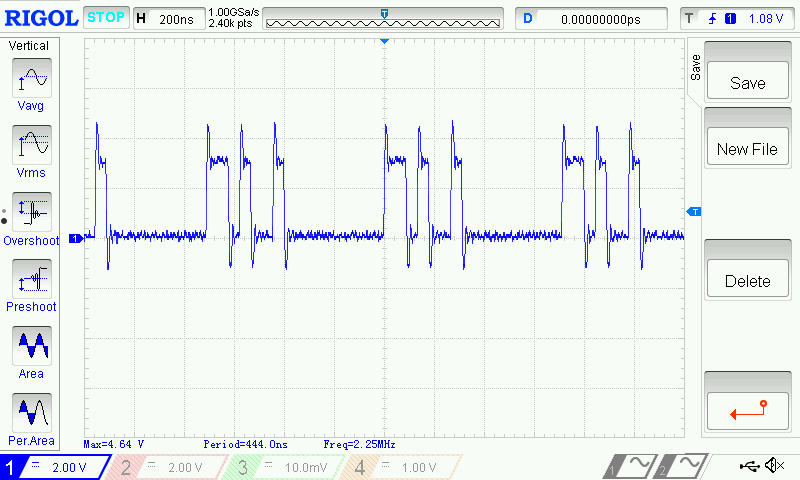 RIGOL STOP H 200ns 1.00GSa/s 2.40k pts T D 0.00000000ps T 1 1.08 V
Vertical
Vavg
Vrms
Overshoot
Preshoot
Area
Per.Area
1
T
Save
Save
New File
Delete
Max=4.64 V Period=444.0ns Freq=2.25MHz
1 2.00 V 2 2.00 V 3 10.0mV 4 1.00 V 1 2